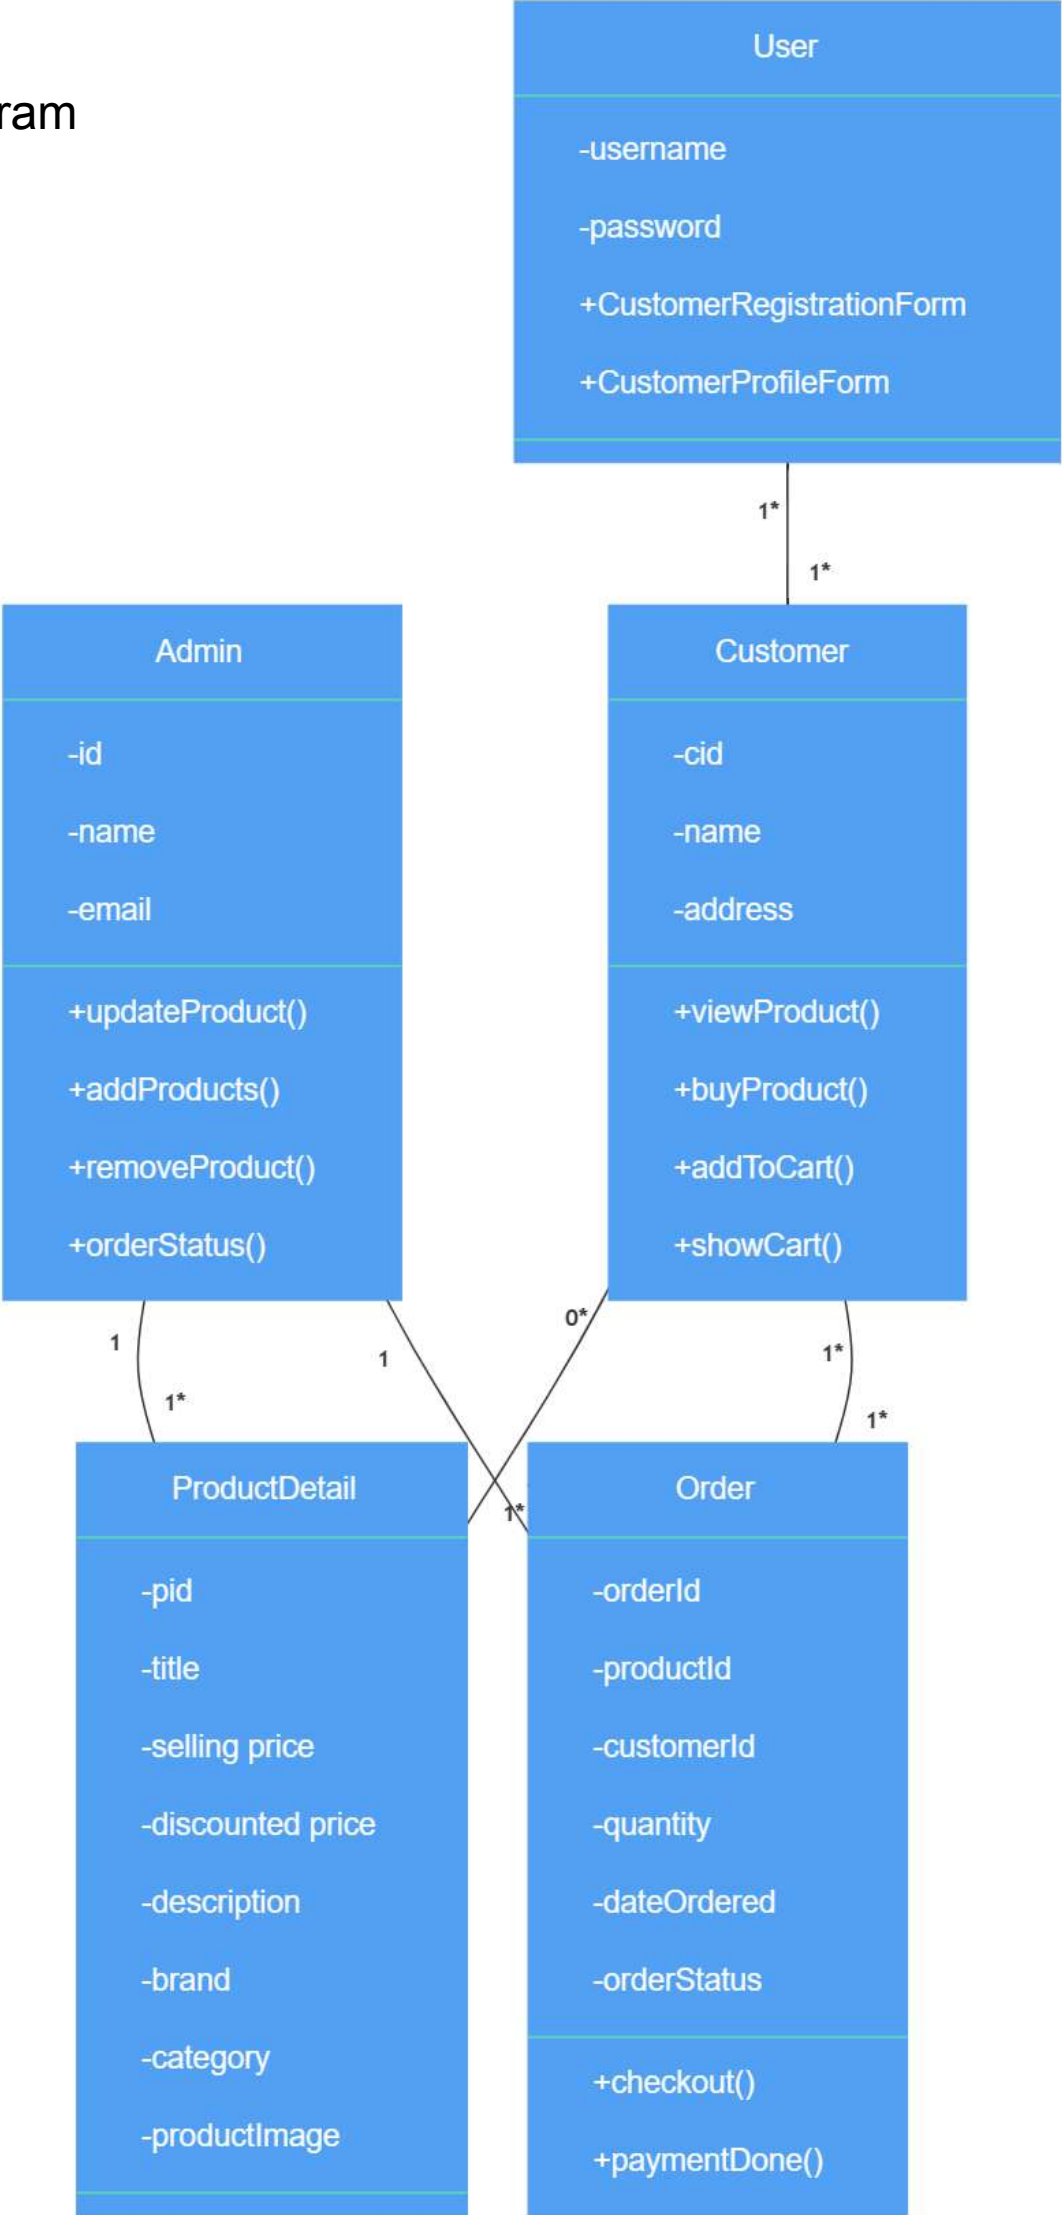 User
ram
-username
-password
+CustomerRegistrationForm
+CustomerProfileForm
1*
1*
Admin
-id
-name
-email
+updateProduct()
+addProducts()
+removeProduct()
+orderStatus()
Customer
-cid
-name
-address
+viewProduct()
+buyProduct()
+addToCart()
+showCart()
1
1*
1
0*
1*
1*
1*
ProductDetail
-pid
-title
-selling price
-discounted price
-description
-brand
-category
-productImage
Order
-orderId
-productId
-customerId
-quantity
-dateOrdered
-orderStatus
+checkout()
+paymentDone()